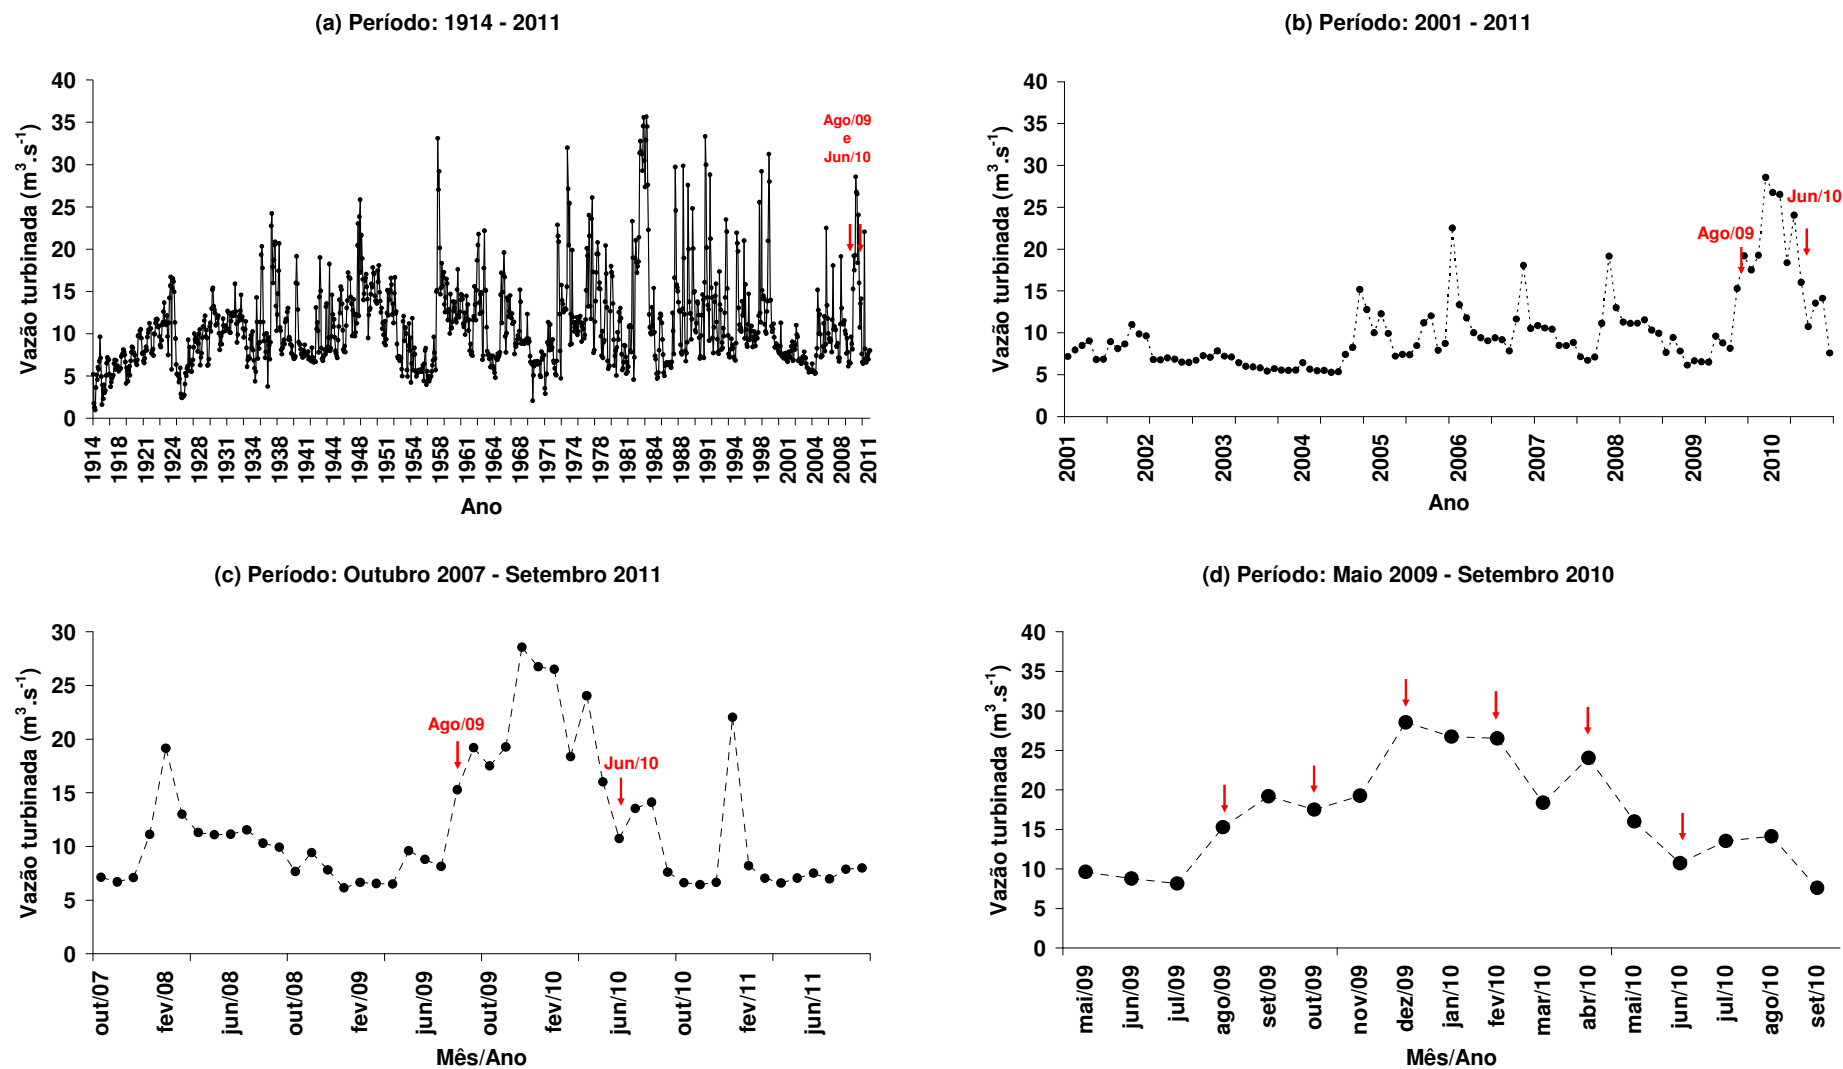 (a) Período: 1914 - 2011
Vazão turbinada (m³.s⁻¹)
40
35
30
25
20
15
10
5
0
Ago/09
e
Jun/10
1914
1918
1921
1924
1928
1931
1934
1938
1941
1944
1948
1951
1954
1958
1961
1964
1968
1971
1974
1978
1981
1984
1988
1991
1994
1998
2001
2004
2008
2011
Ano
(b) Período: 2001 - 2011
Vazão turbinada (m³.s⁻¹)
40
35
30
25
20
15
10
5
0
Ago/09
Jun/10
2001
2002
2003
2004
2005
2006
2007
2008
2009
2010
Ano
(c) Período: Outubro 2007 - Setembro 2011
Vazão turbinada (m³.s⁻¹)
30
25
20
15
10
5
0
Ago/09
Jun/10
out/07
fev/08
jun/08
out/08
fev/09
jun/09
out/09
fev/10
jun/10
out/10
fev/11
jun/11
Mês/Ano
(d) Período: Maio 2009 - Setembro 2010
Vazão turbinada (m³.s⁻¹)
40
35
30
25
20
15
10
5
0
mai/09
jun/09
jul/09
ago/09
set/09
out/09
nov/09
dez/09
jan/10
fev/10
mar/10
abr/10
mai/10
jun/10
jul/10
ago/10
set/10
Mês/Ano